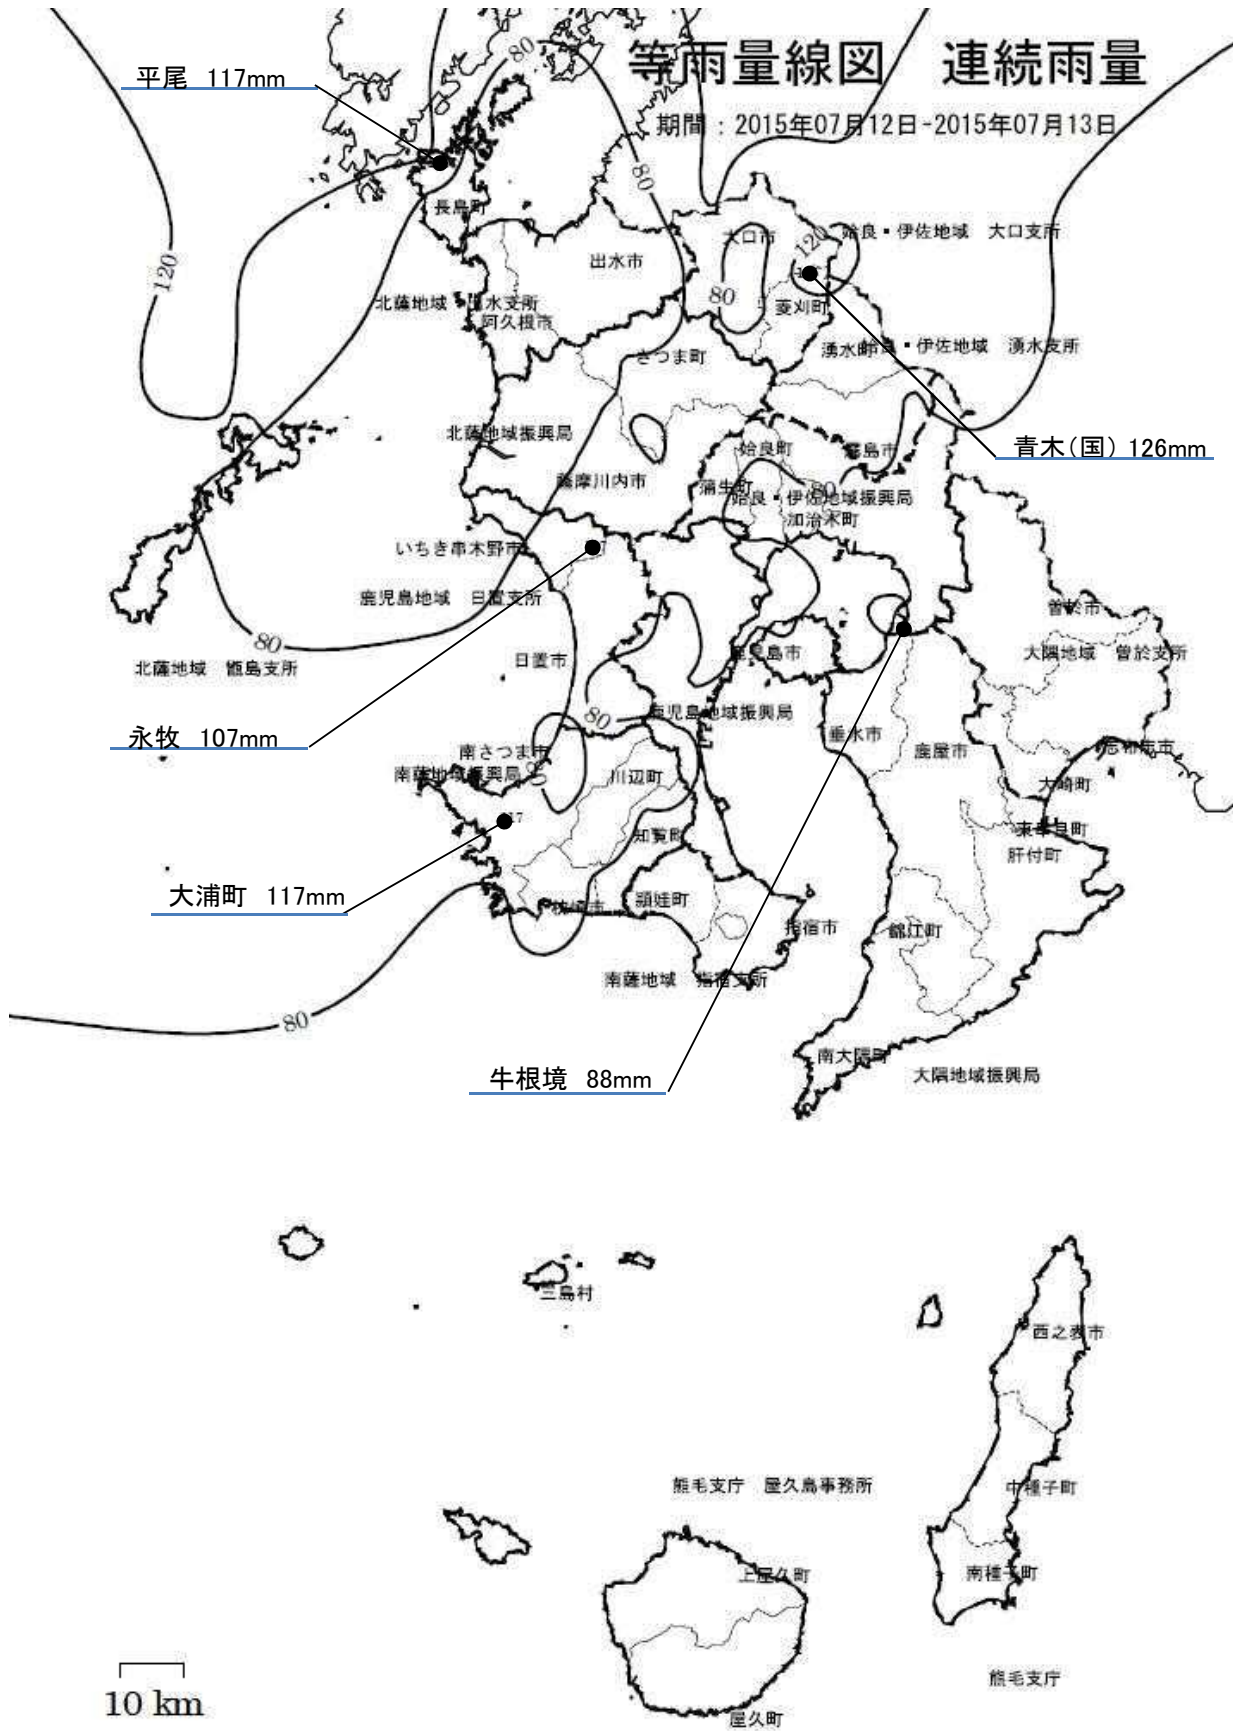 等雨量線図　連続雨量
期間：2015年07月12日-2015年07月13日
平尾 117mm
80
80
長島町
120
大口市
120
姶良・伊佐地域　大口支所
出水市
80
菱刈町
北薩地域　出水支所
阿久根市
さつま町
湧水町
姶良・伊佐地域　湧水支所
北薩地域振興局
姶良町
霧島市
青木（国） 126mm
薩摩川内市
蒲生町
80
姶良・伊佐地域振興局
加治木町
いちき串木野市
鹿児島地域　日置支所
曽於市
80
日置市
鹿児島市
大隅地域　曽於支所
北薩地域　甑島支所
80
鹿児島地域振興局
永牧 107mm
垂水市
鹿屋市
志布志市
南さつま市
南薩地域振興局
80
川辺町
大崎町
17
知覧町
東串良町
肝付町
大浦町 117mm
枕崎市
頴娃町
指宿市
錦江町
南薩地域　指宿支所
80
南大隅町
牛根境 88mm
大隅地域振興局
三島村
西之表市
熊毛支庁　屋久島事務所
中種子町
上屋久町
南種子町
熊毛支庁
10 km
屋久町